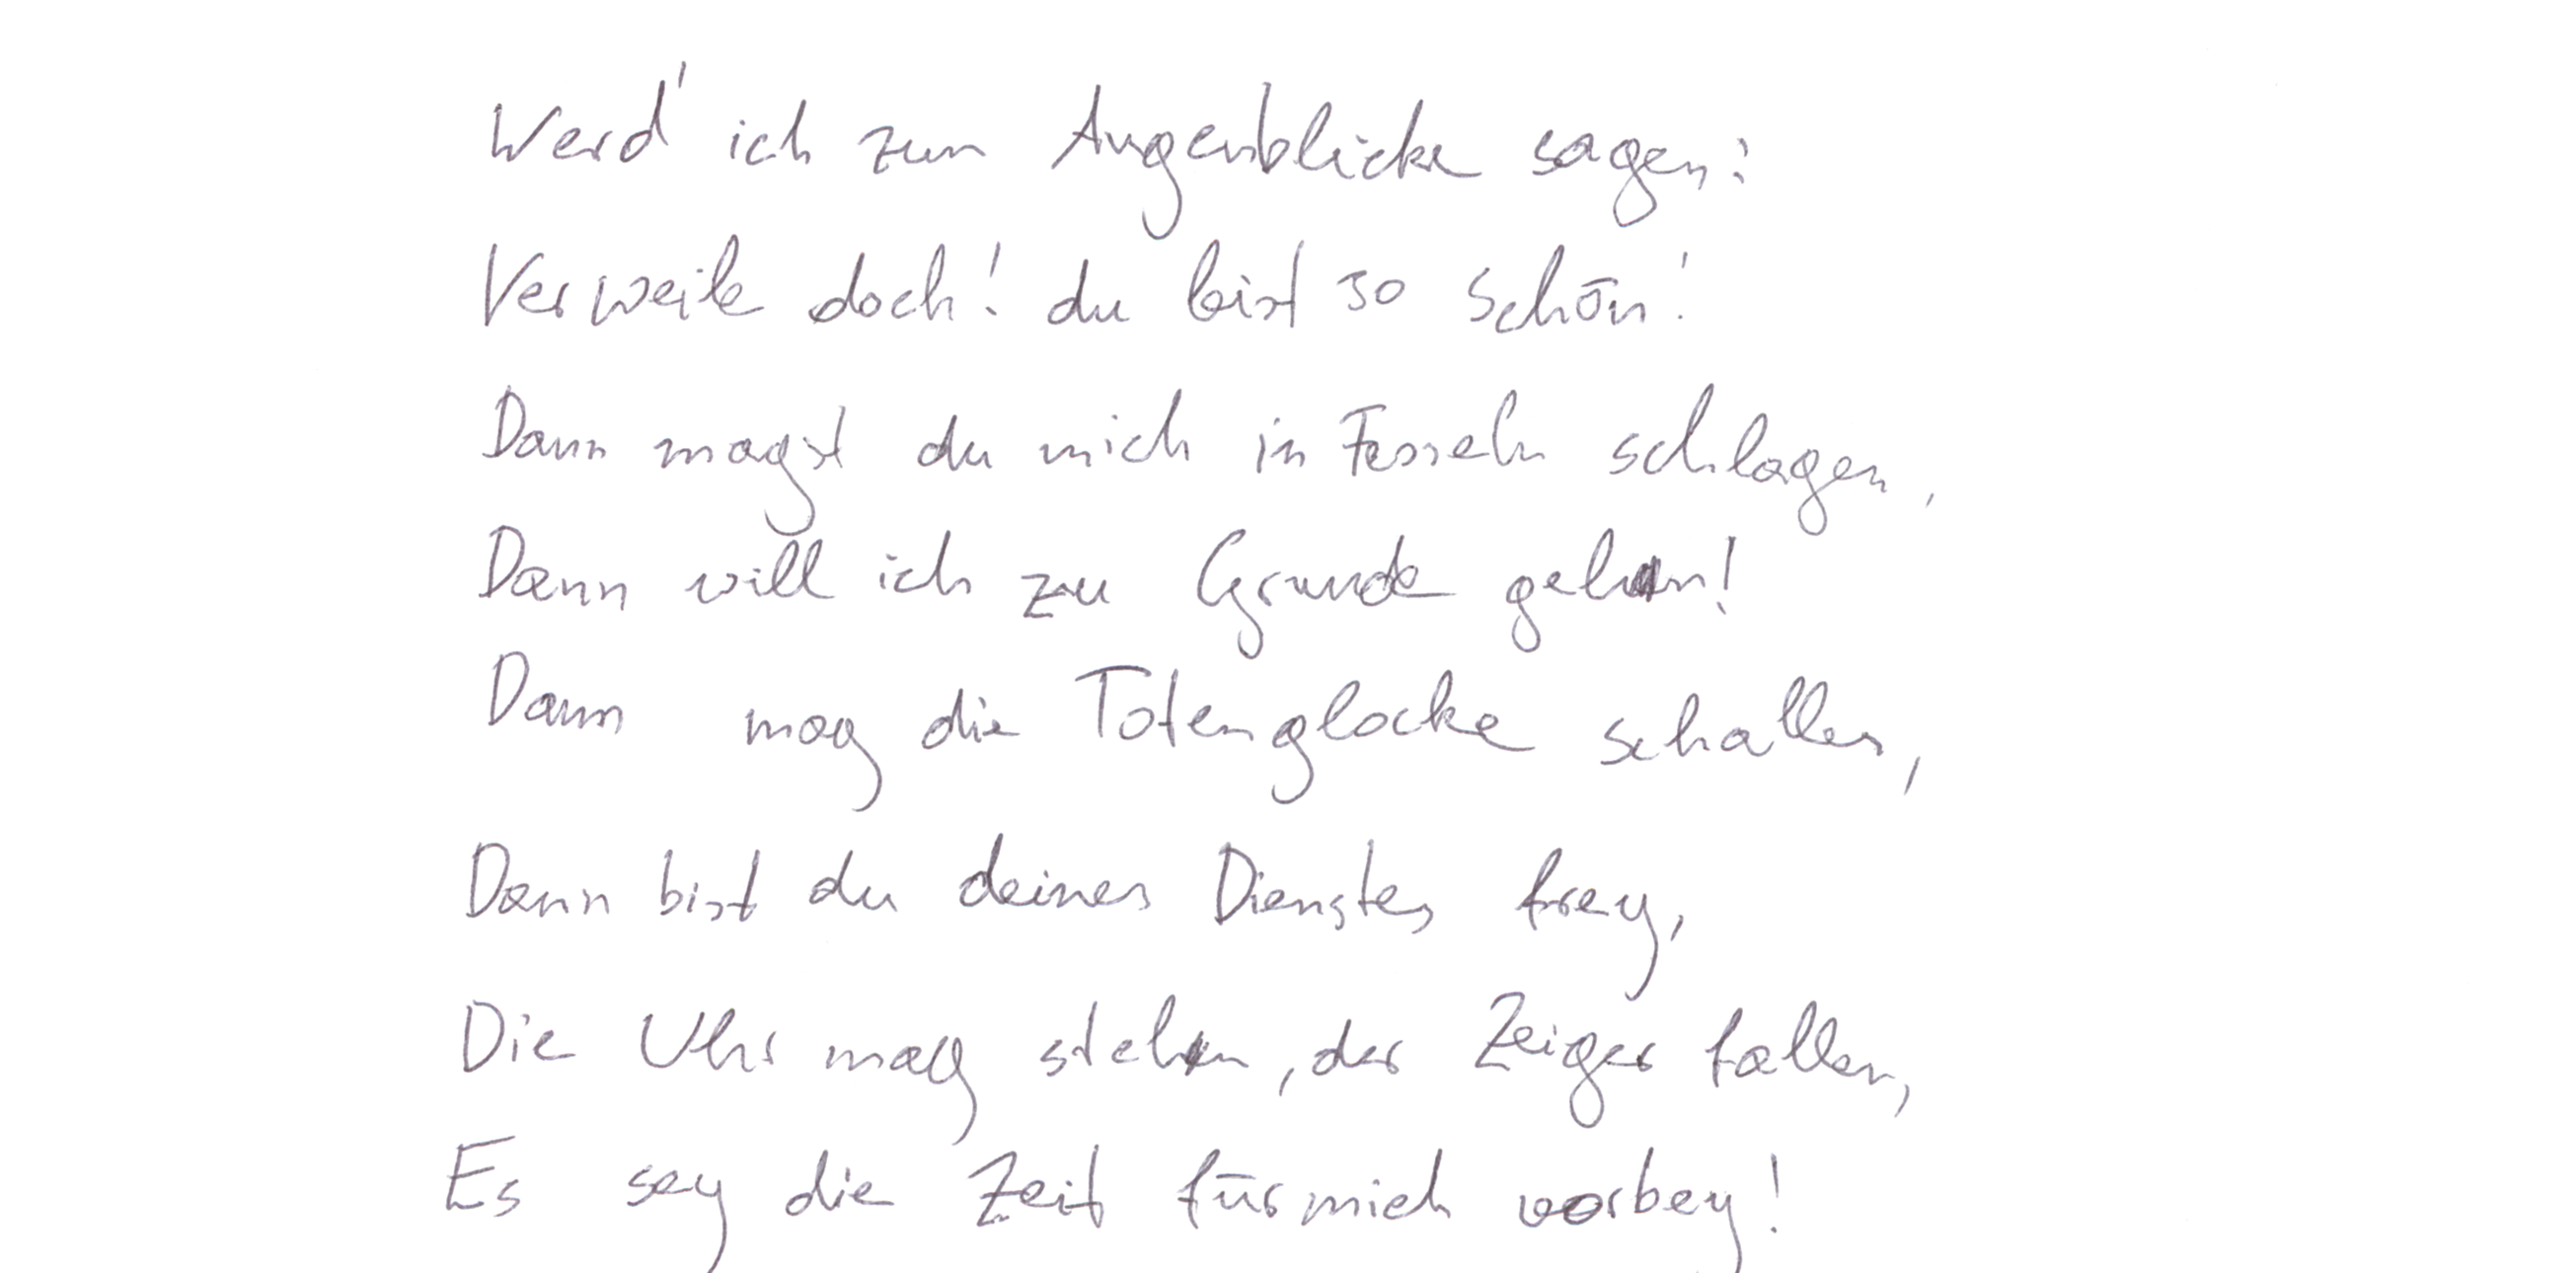 Werd' ich zum Augenblicke sagen:
Verweile doch! du bist so schön!
Dann magst du mich in Fesseln schlagen,
Dann will ich zu Grunde gehn!
Dann mag die Totenglocke schallen,
Dann bist du deines Dienstes frey,
Die Uhr mag stehn, der Zeiger fallen,
Es sey die Zeit für mich vorbey!